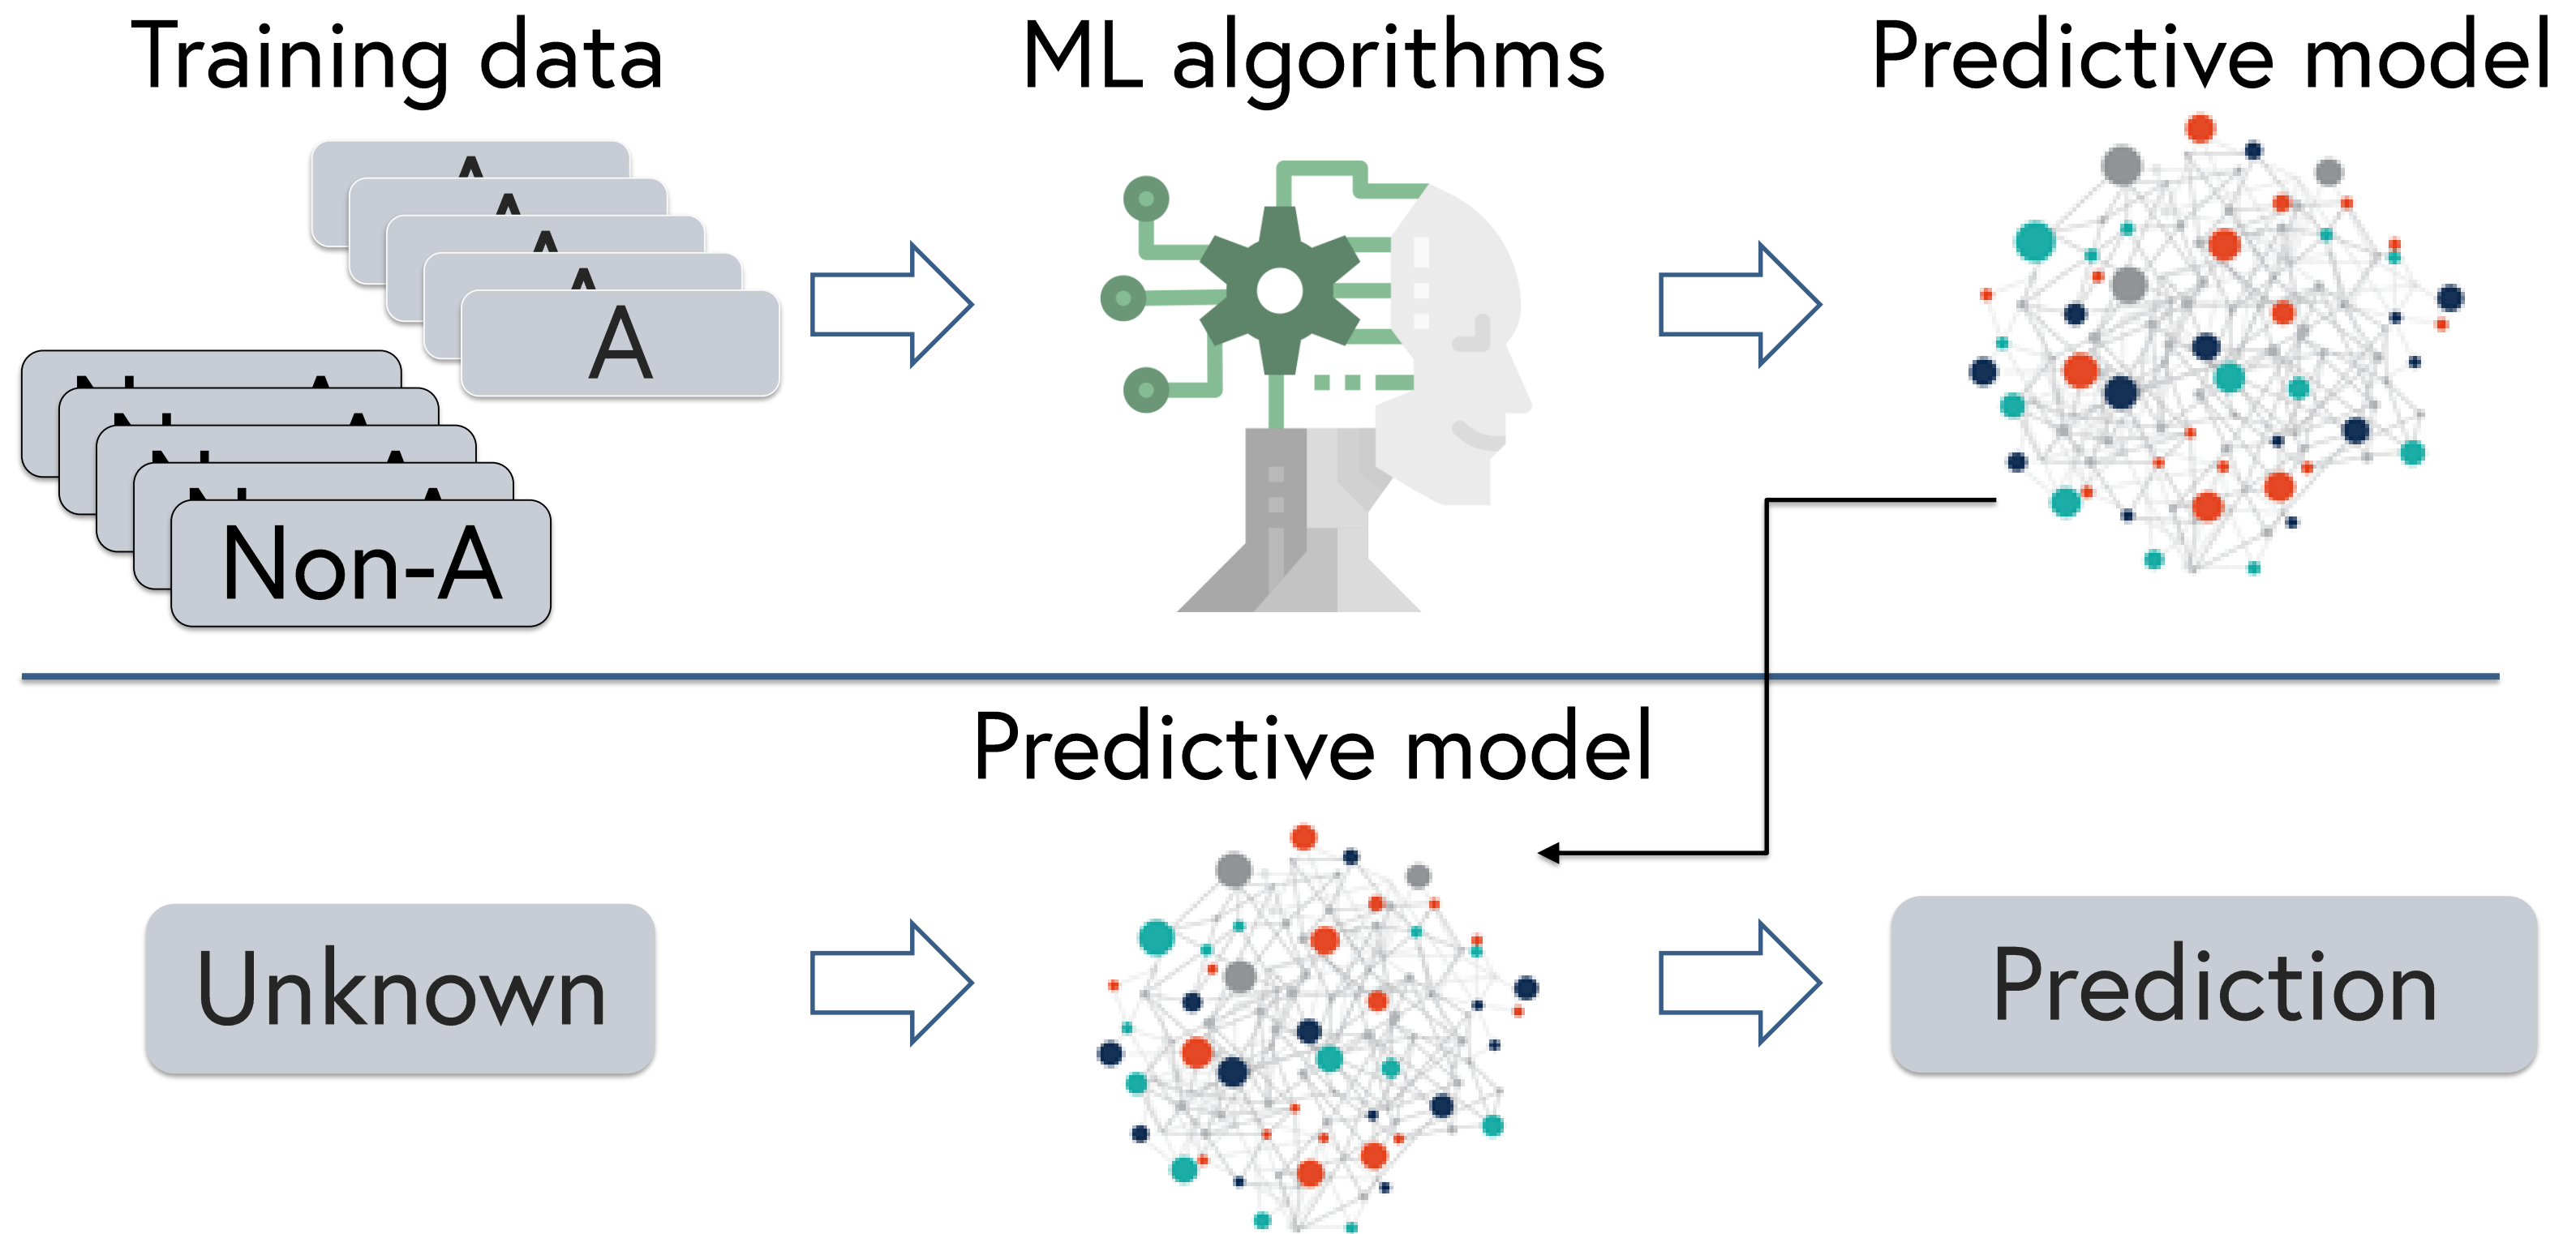 Training data
ML algorithms
Predictive model
A
A
A
A
A
Non-A
Predictive model
Unknown
Prediction